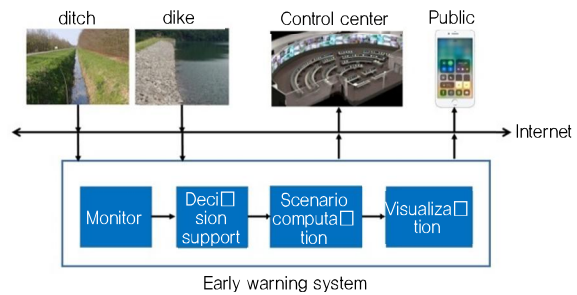 ditch
dike
Control center
Public
Internet
Monitor
Deci□
sion
support
Scenario
computa□
tion
Visualiza□
tion
Early warning system